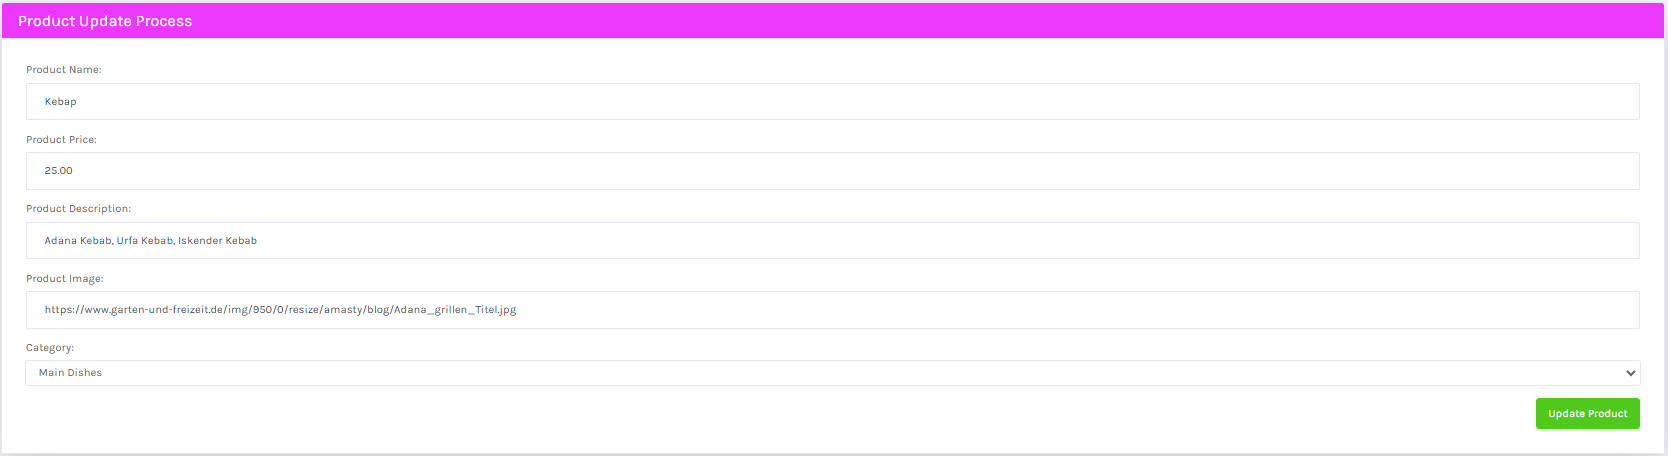 Product Update Process
Product Name:
Kebap
Product Price:
25.00
Product Description:
Adana Kebab, Urfa Kebab, Iskender Kebab
Product Image:
https://www.garten-und-freizeit.de/img/950/0/resize/amasty/blog/Adana_grillen_Titel.jpg
Category:
Main Dishes
Update Product